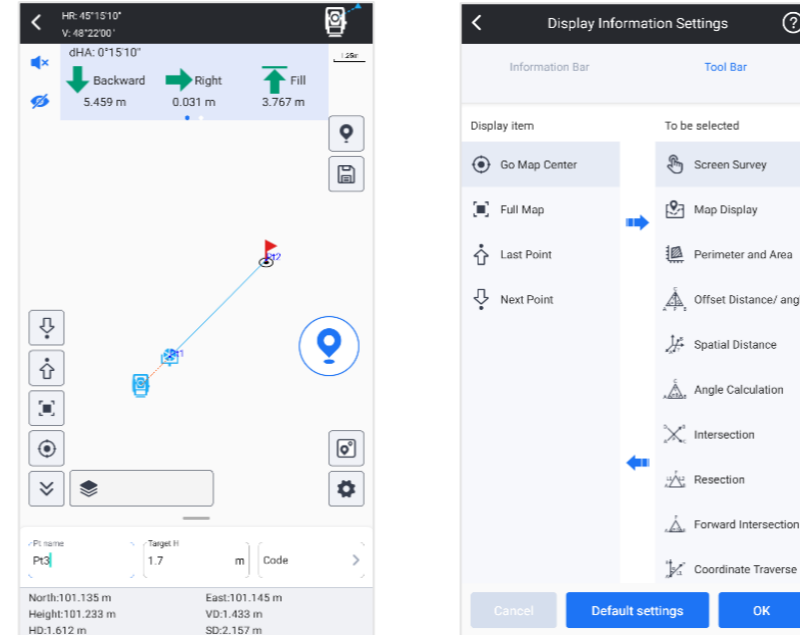 HR: 45°15'10"
V: 48°22'00"
dHA: 0°15'10"
Backward
Right
Fill
5.459 m
0.031 m
3.767 m
Pt name
Pt3
Target H
1.7
m
Code
North:101.135 m
East:101.145 m
Height:101.233 m
VD:1.433 m
HD:1.612 m
SD:2.157 m
Display Information Settings
Information Bar
Tool Bar
Display item
To be selected
Go Map Center
Screen Survey
Full Map
Map Display
Last Point
Perimeter and Area
Next Point
Offset Distance/ ang
Spatial Distance
Angle Calculation
Intersection
Resection
Forward Intersection
Coordinate Traverse
Cancel
Default settings
OK